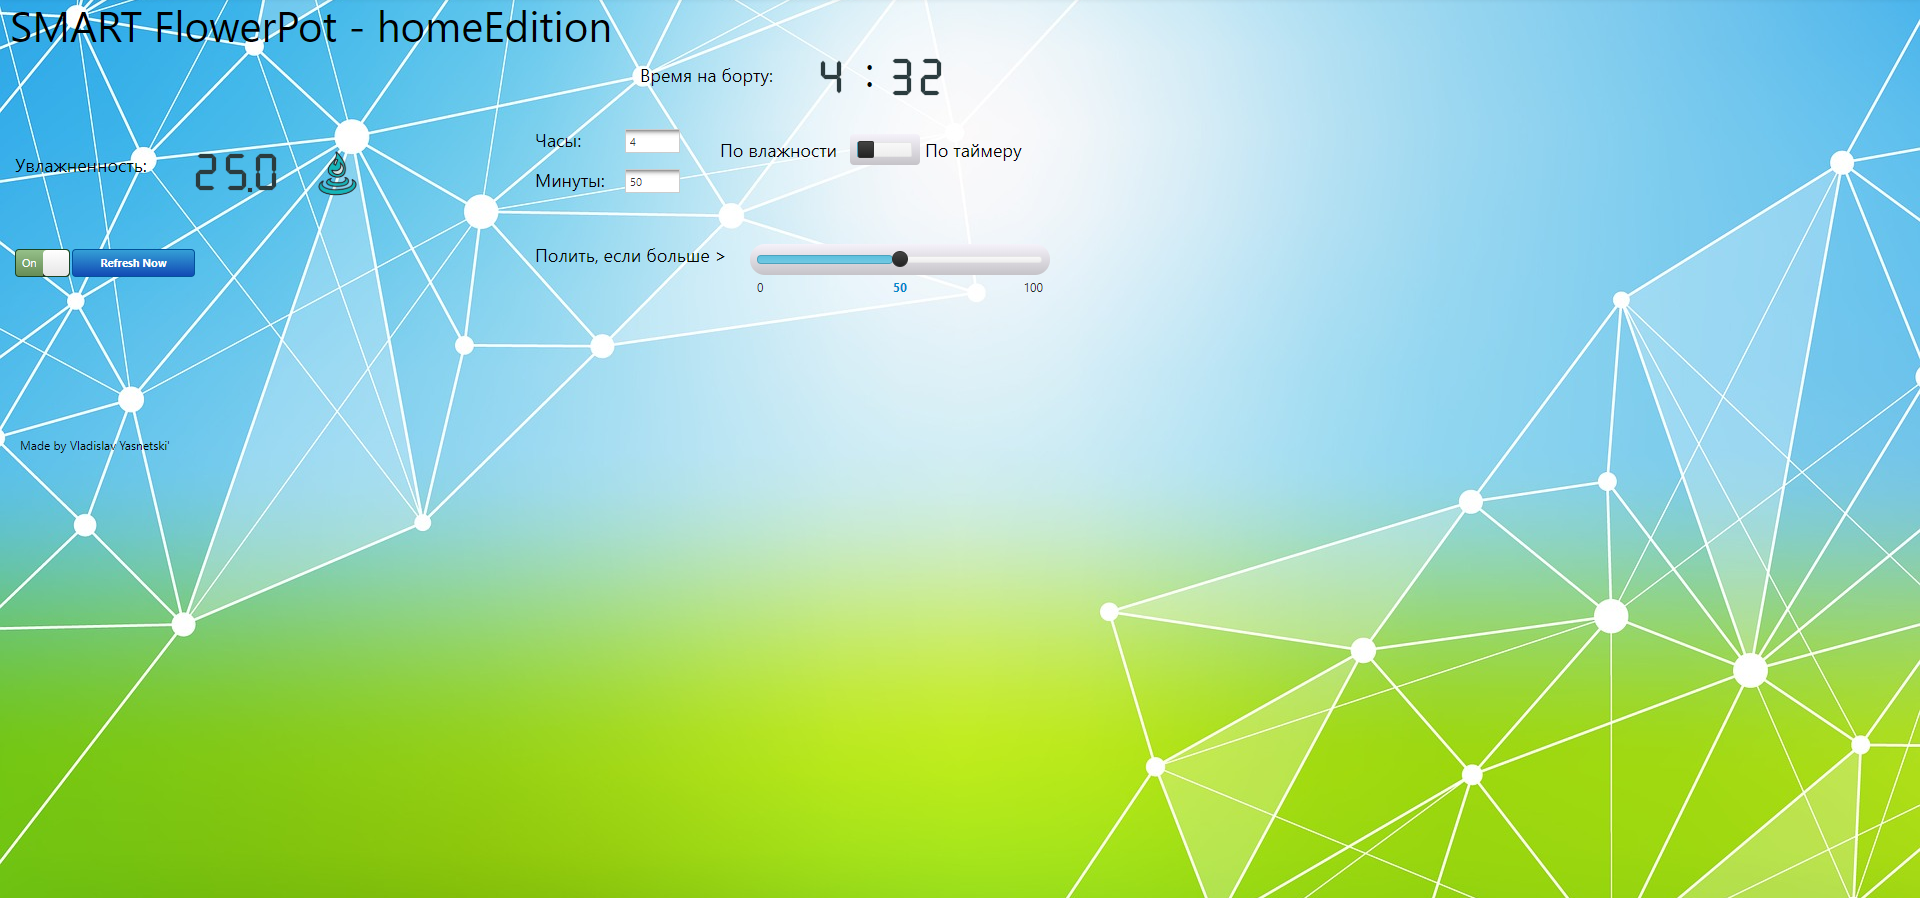 SMART FlowerPot - homeEdition
Время на борту: 4 : 32
Часы: 4
По влажности По таймеру
Увлажненность: 25.0
Минуты: 50
Полить, если больше >
On Refresh Now
0 50 100
Made by Vladislav Yasnetski'